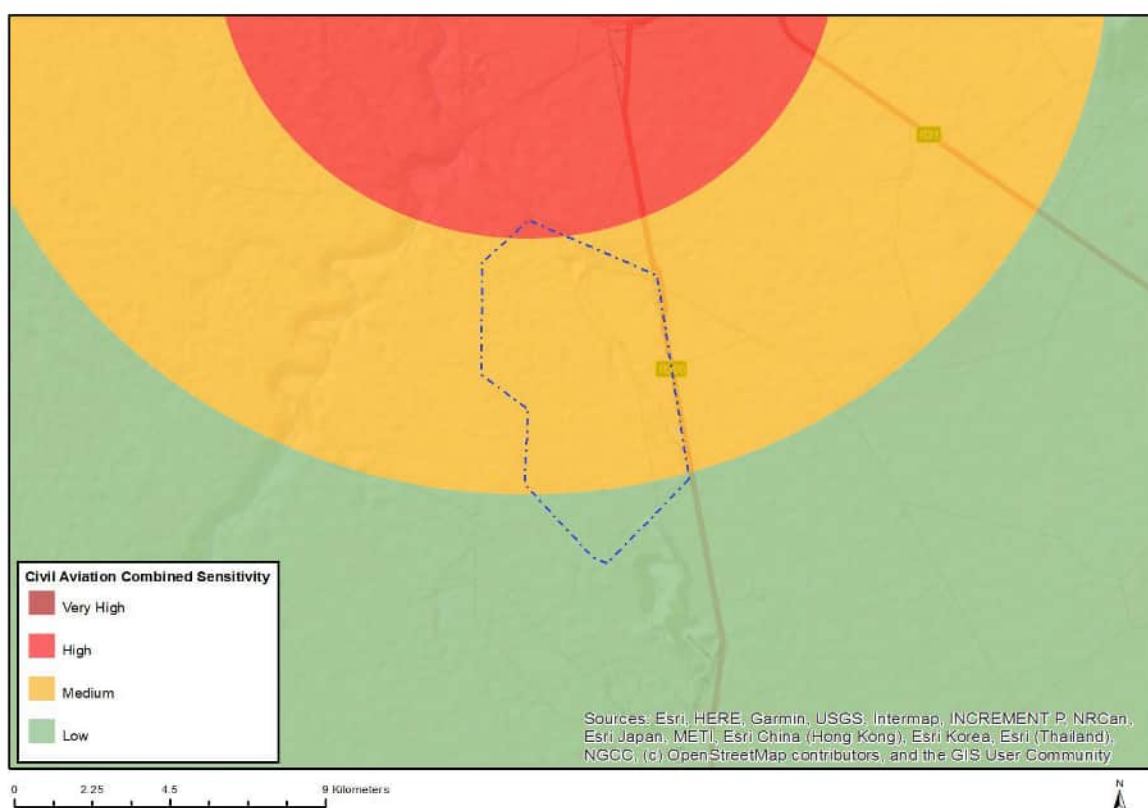 R31
Civil Aviation Combined Sensitivity
Very High
High
Medium
Low
Sources: Esri, HERE, Garmin, USGS, Intermap, INCREMENT P, NRCan,
Esri Japan, METI, Esri China (Hong Kong), Esri Korea, Esri (Thailand),
NGCC, (c) OpenStreetMap contributors, and the GIS User Community
0 2.25 4.5 9 Kilometers
N